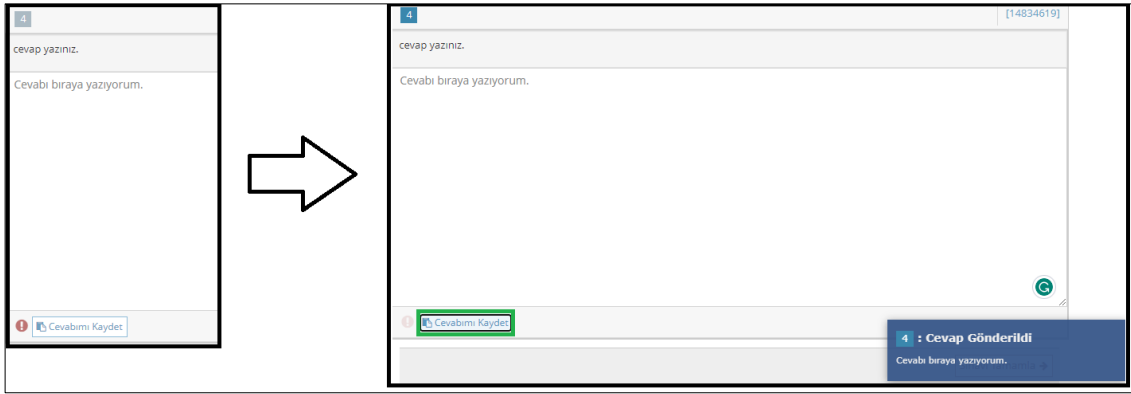 4
cevap yazınız.
Cevabı bıraya yazıyorum.
Cevabımı Kaydet
4
[14834619]
cevap yazınız.
Cevabı bıraya yazıyorum.
Cevabımı Kaydet
4 : Cevap Gönderildi
Cevabı bıraya yazıyorum.